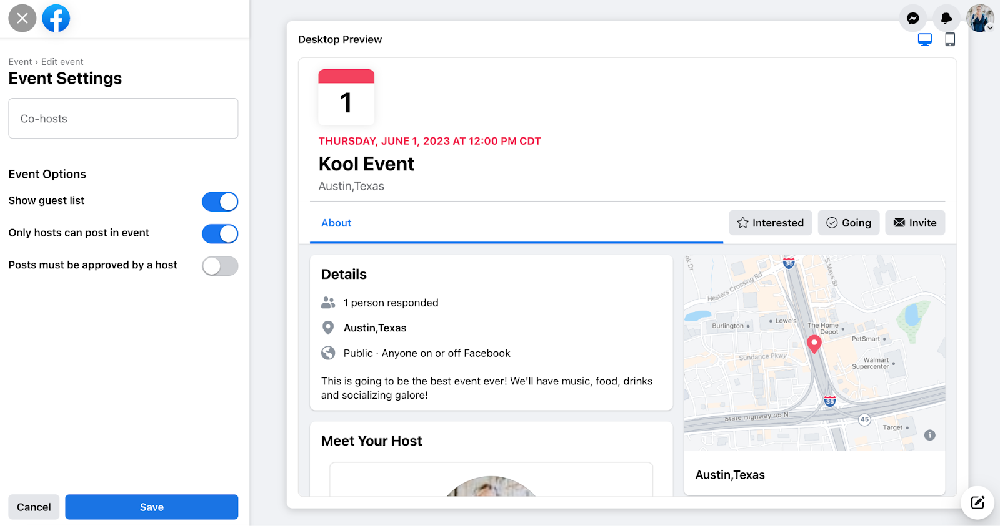 Event › Edit event
Event Settings
Co-hosts
Event Options
Show guest list
Only hosts can post in event
Posts must be approved by a host
Cancel
Save
Desktop Preview
1
THURSDAY, JUNE 1, 2023 AT 12:00 PM CDT
Kool Event
Austin,Texas
About
Interested
Going
Invite
Details
1 person responded
Austin,Texas
Public · Anyone on or off Facebook
This is going to be the best event ever! We'll have music, food, drinks
and socializing galore!
Meet Your Host
35
S Mays St
Hesters Crossing Rd
Burlington
Lowe's
The Home
Depot
PetSmart
Sundance Pkwy
Walmart
Supercenter
35
State Highway 45 N
45
Target
Austin,Texas